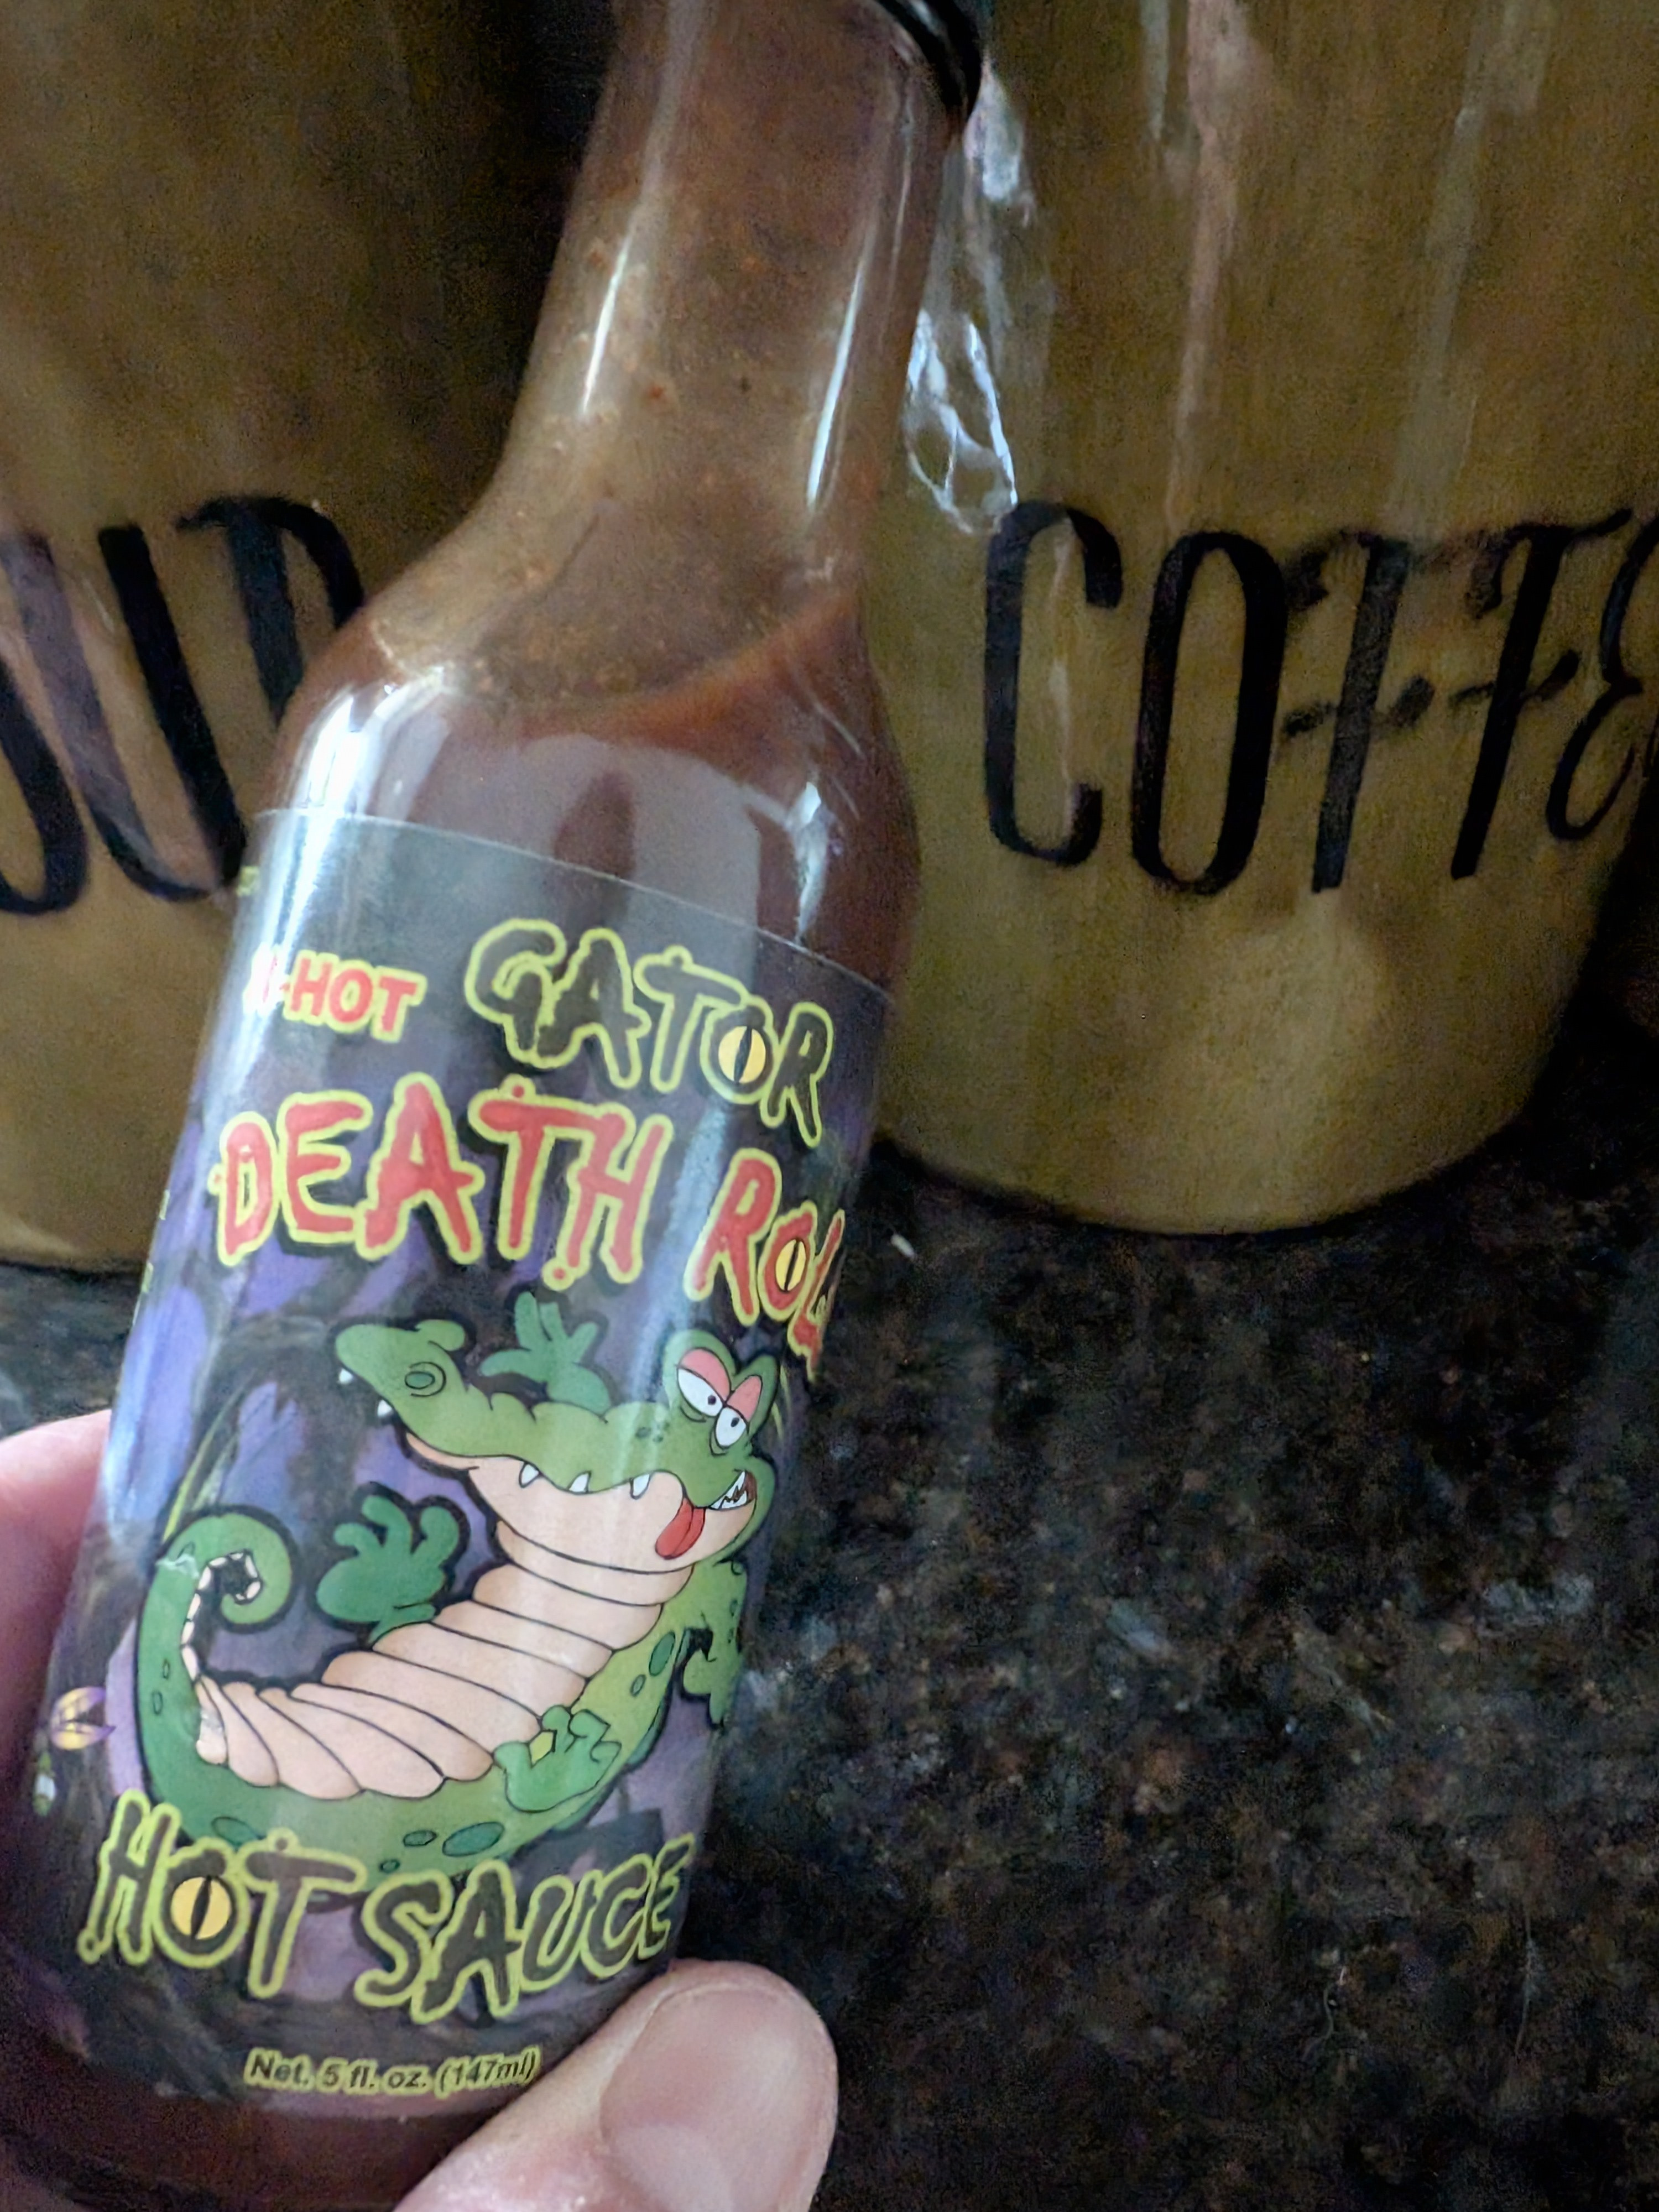 COFFE
-HOT GATOR
DEATH ROL
HOT SAUCE
Net. 5 fl. oz. (147ml)